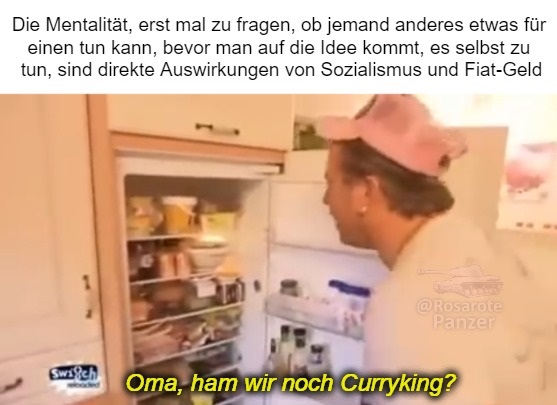 Die Mentalität, erst mal zu fragen, ob jemand anderes etwas für
einen tun kann, bevor man auf die Idee kommt, es selbst zu
tun, sind direkte Auswirkungen von Sozialismus und Fiat-Geld
@Rosarote
Panzer
Switch
reloaded
Oma, ham wir noch Curryking?